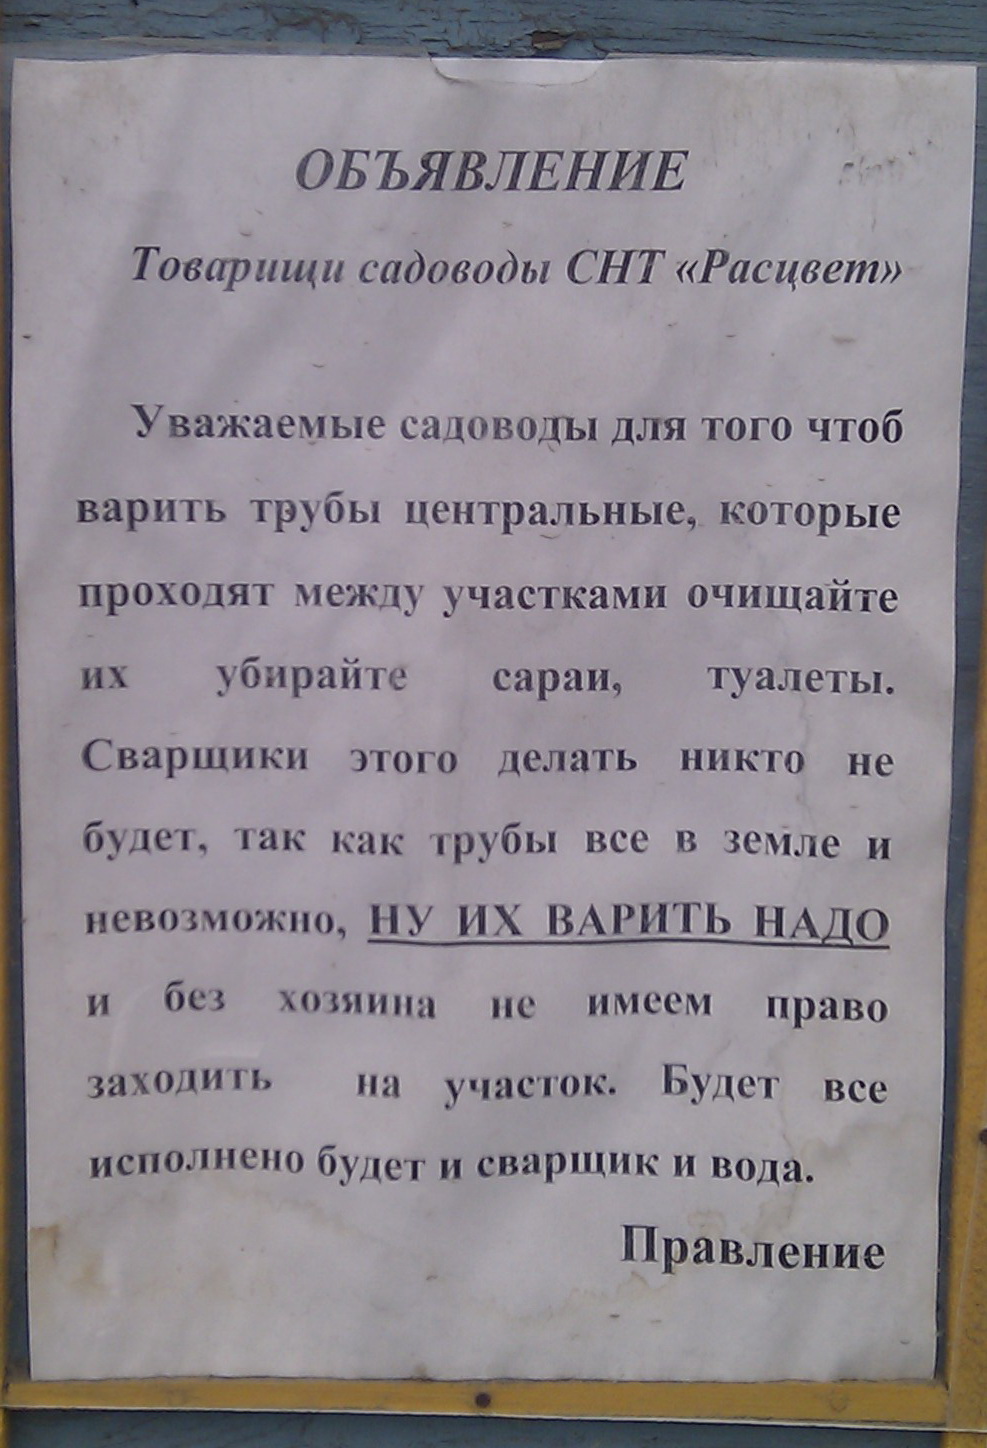 ОБЪЯВЛЕНИЕ
Товарищи садоводы СНТ «Расцвет»
Уважаемые садоводы для того чтоб
варить трубы центральные, которые
проходят между участками очищайте
их убирайте сараи, туалеты.
Сварщики этого делать никто не
будет, так как трубы все в земле и
невозможно, НУ ИХ ВАРИТЬ НАДО
и без хозяина не имеем право
заходить на участок. Будет все
исполнено будет и сварщик и вода.
Правление